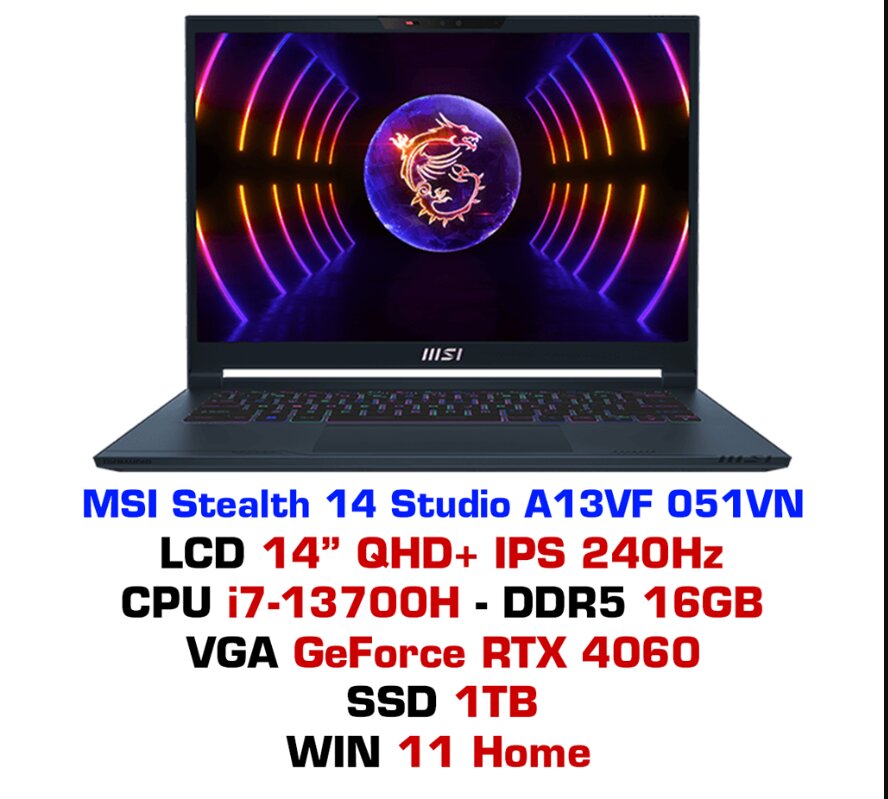 MSI
MSI Stealth 14 Studio A13VF 051VN
LCD 14” QHD+ IPS 240Hz
CPU i7-13700H - DDR5 16GB
VGA GeForce RTX 4060
SSD 1TB
WIN 11 Home